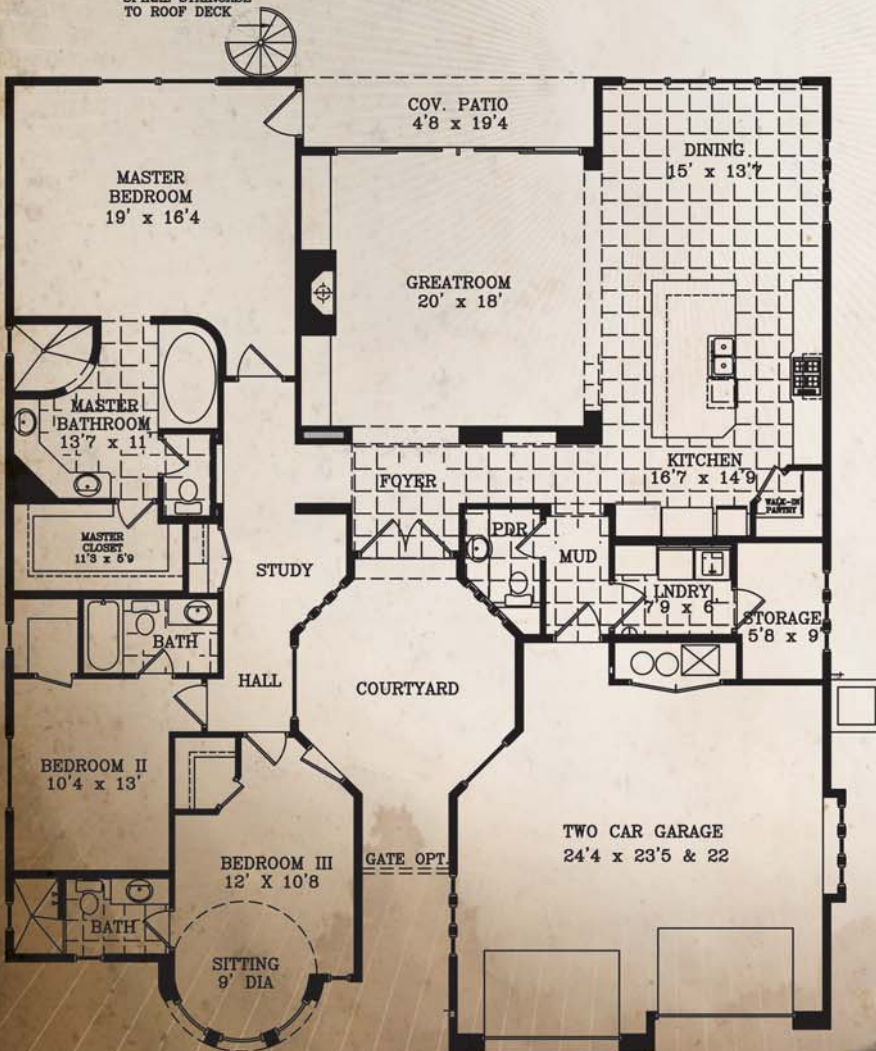 TO ROOF DECK
COV. PATIO
4'8 x 19'4
DINING
15' x 13'7
MASTER
BEDROOM
19' x 16'4
GREATROOM
20' x 18'
MASTER
BATHROOM
13'7 x 11'
KITCHEN
16'7 x 14'9
FOYER
WALK-IN
PANTRY
MASTER
CLOSET
11'3 x 5'9
PDR
MUD
STUDY
LNDRY
7'9 x 6'
STORAGE
5'8 x 9'
BATH
HALL
COURTYARD
BEDROOM II
10'4 x 13'
TWO CAR GARAGE
24'4 x 23'5 & 22
BEDROOM III
12' X 10'8
GATE OPT.
BATH
SITTING
9' DIA